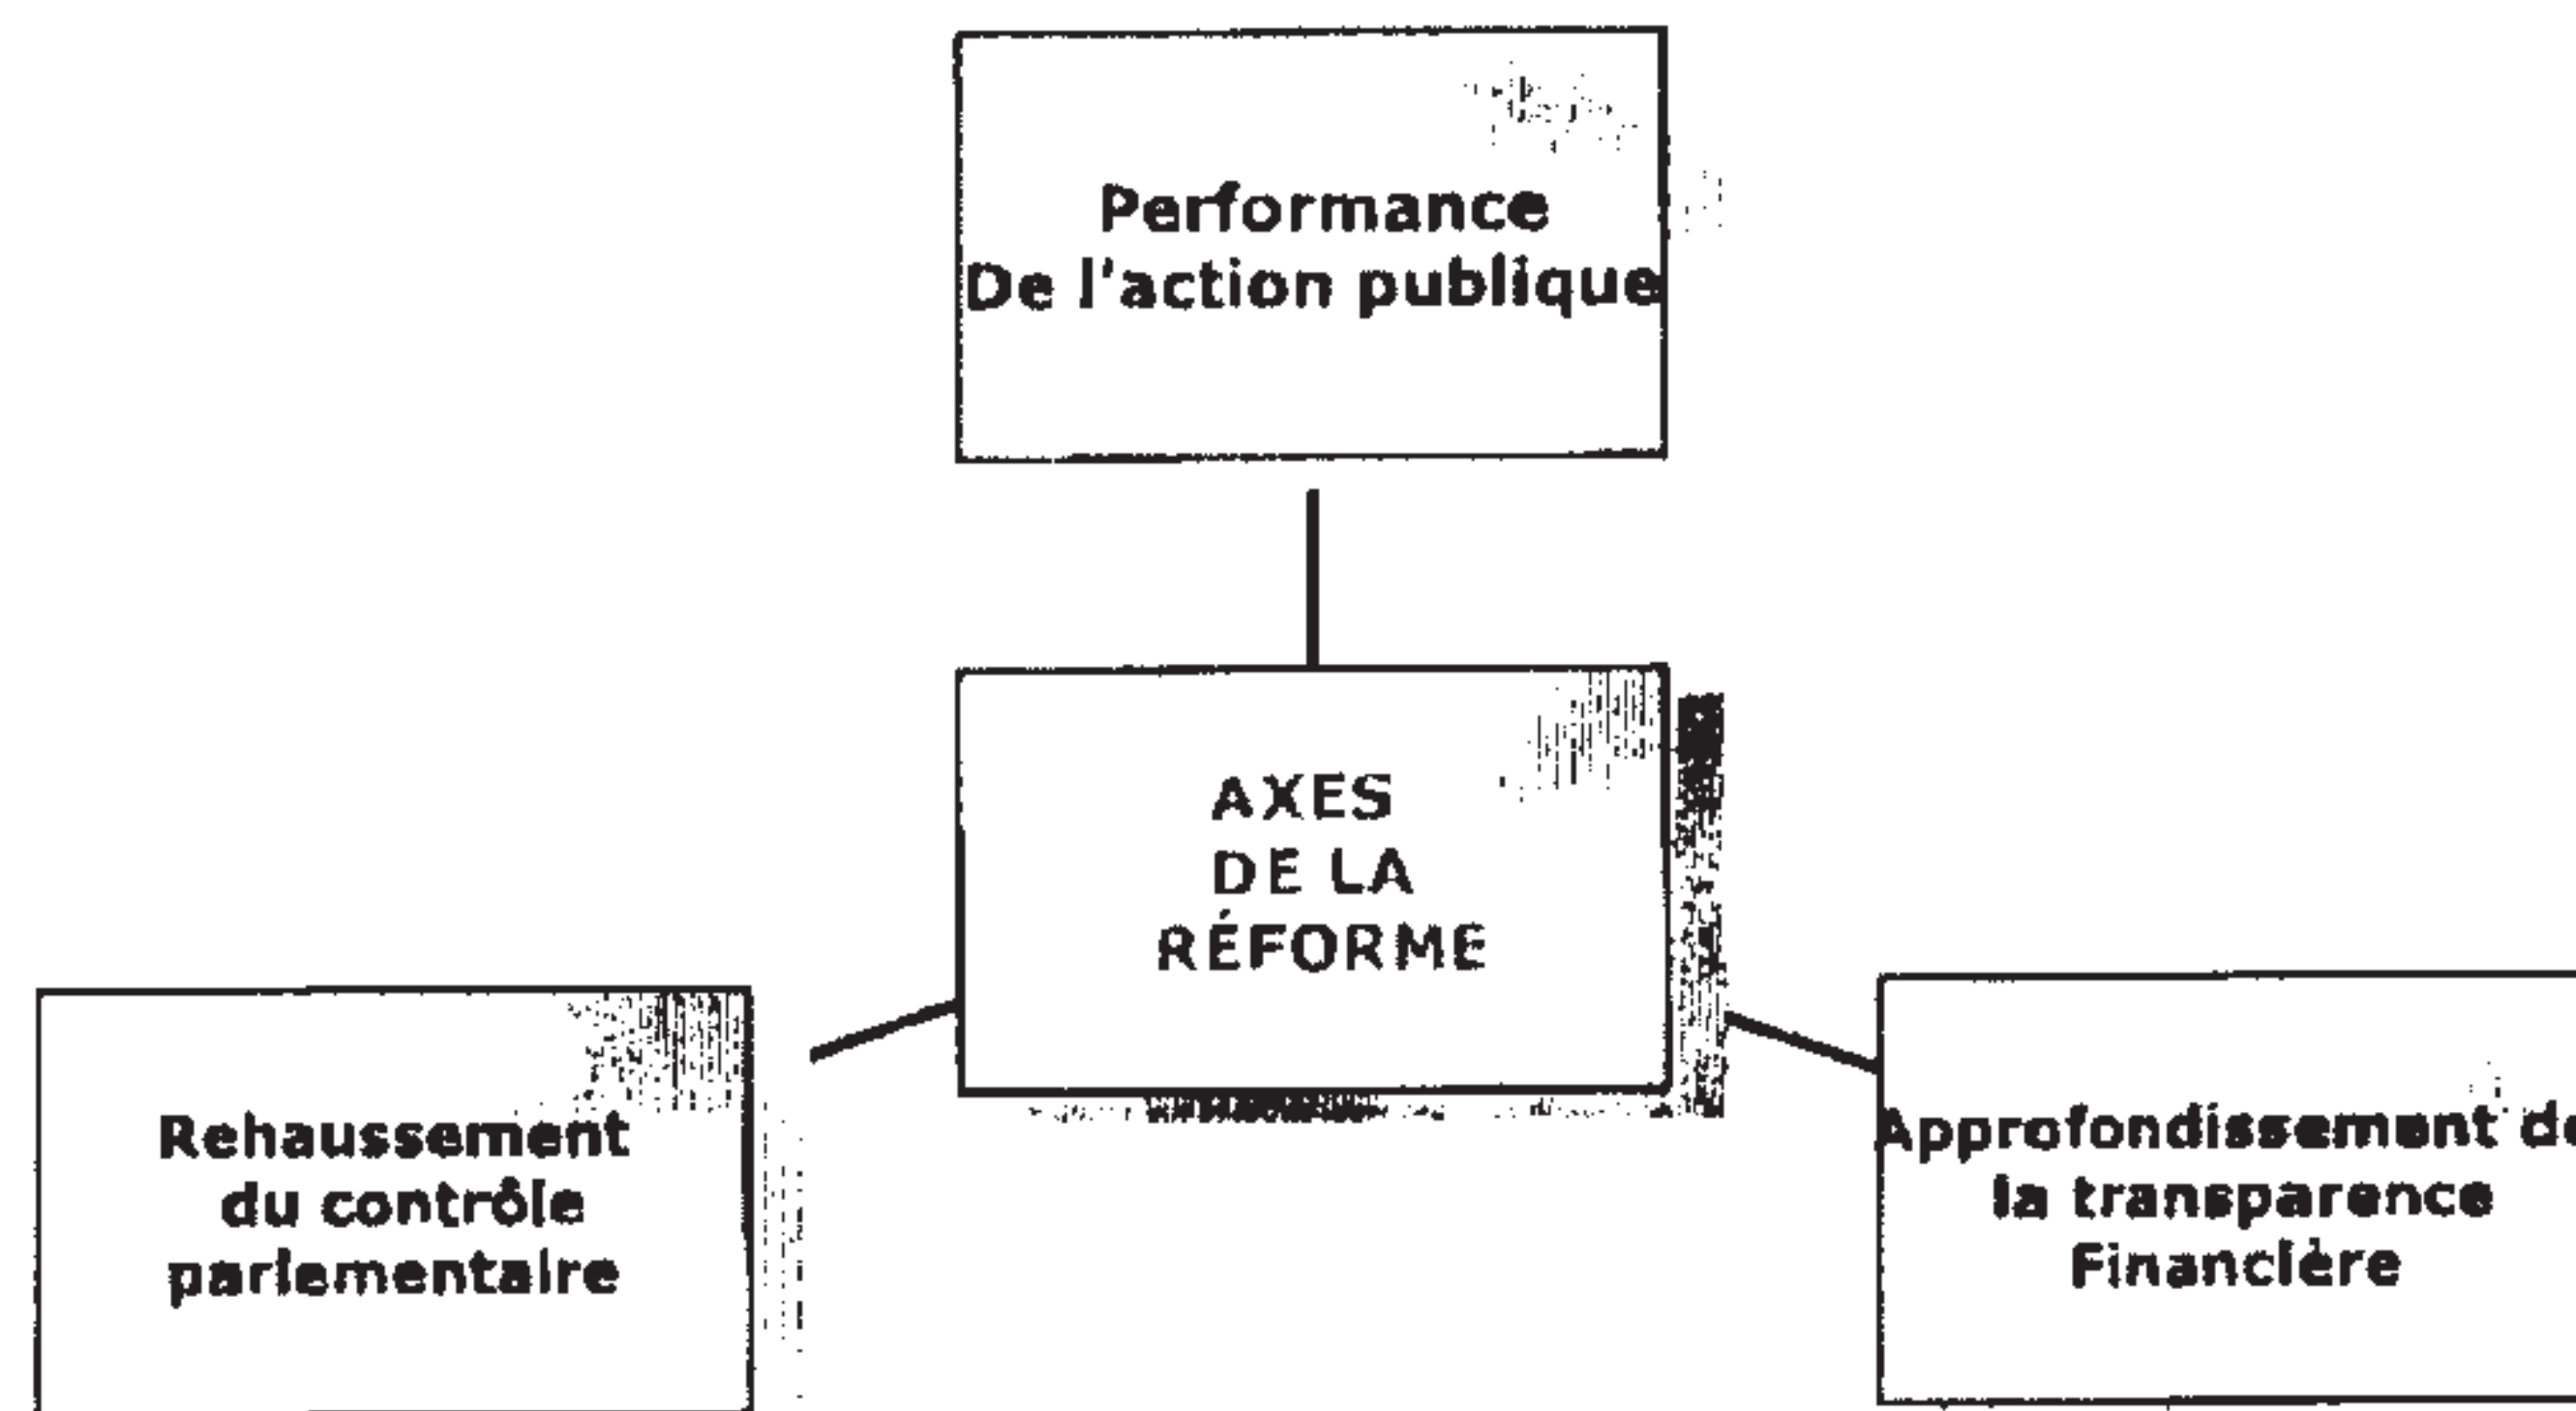 Performance
De l'action publique
AXES
DE LA
RÉFORME
Rehaussement
du contrôle
parlementaire
Approfondissement de
la transparence
Financière